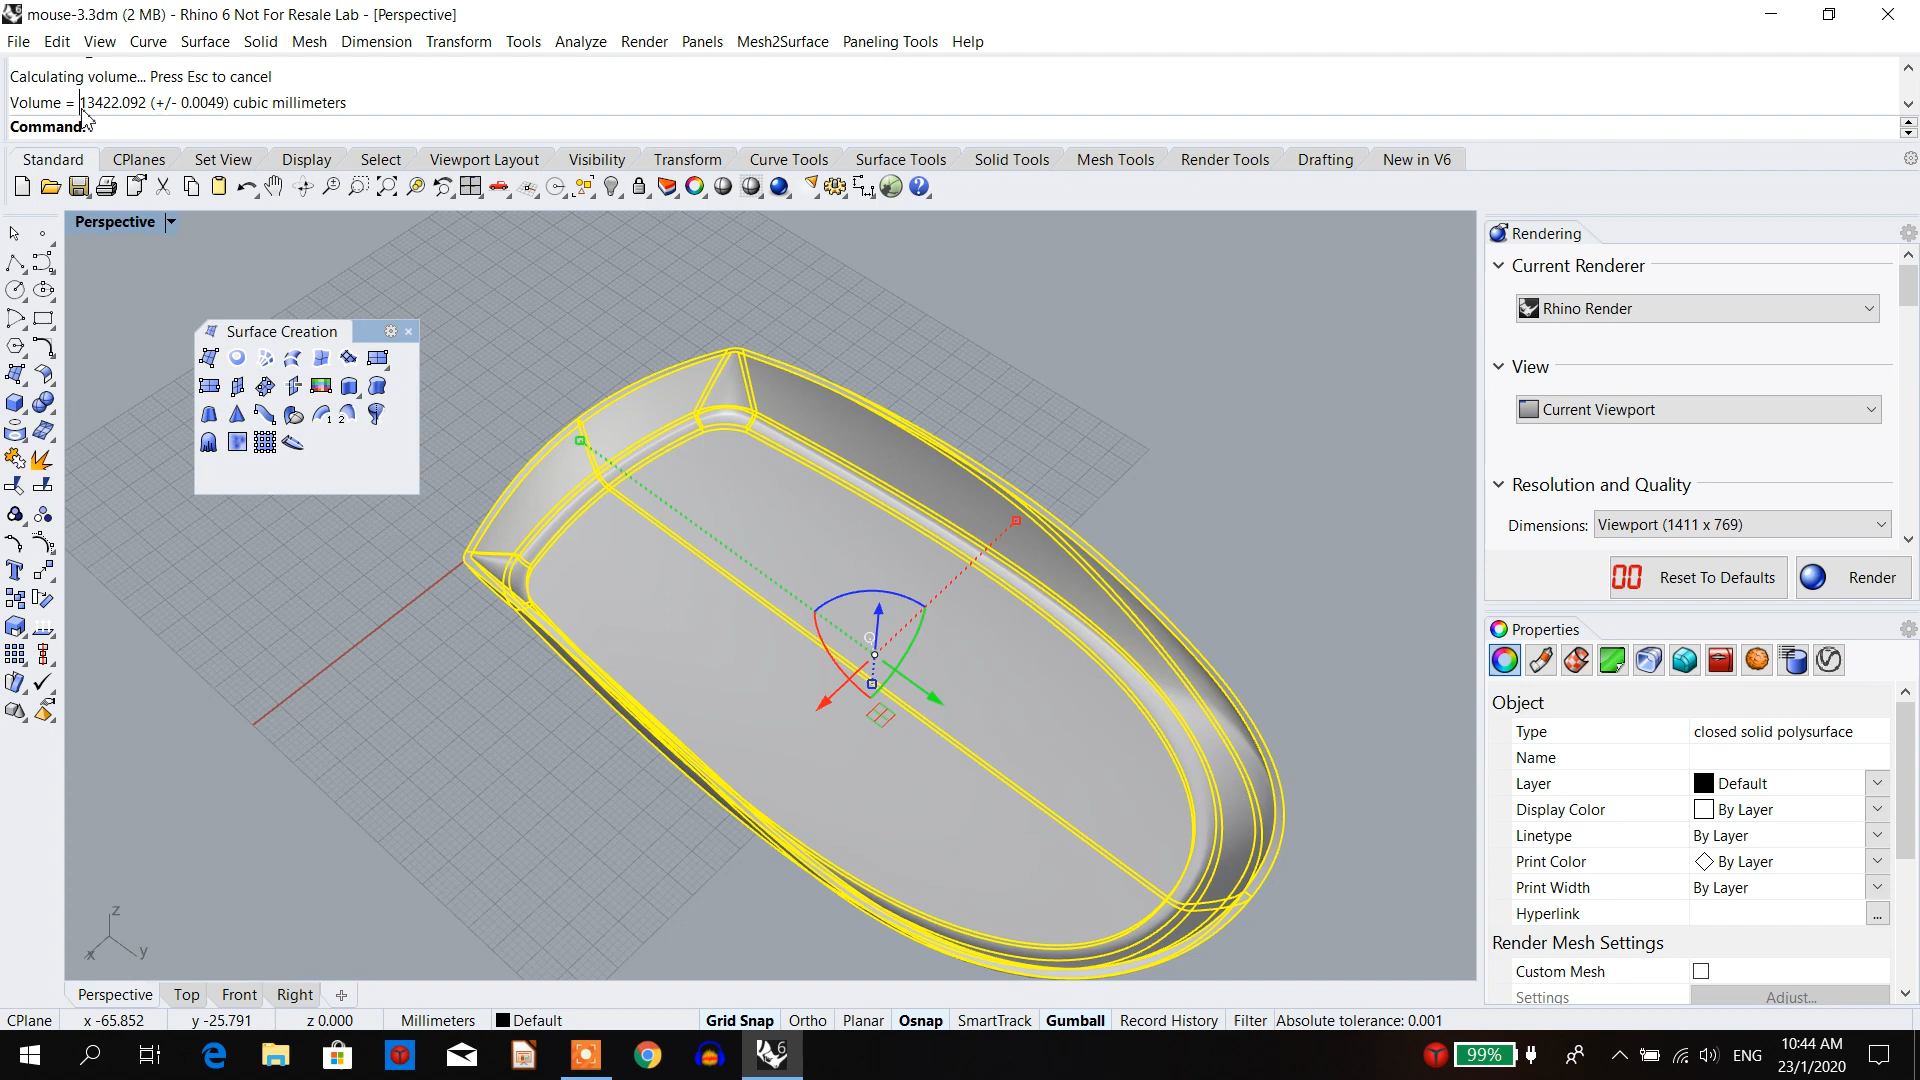 mouse-3.3dm (2 MB) - Rhino 6 Not For Resale Lab - [Perspective]
File Edit View Curve Surface Solid Mesh Dimension Transform Tools Analyze Render Panels Mesh2Surface Paneling Tools Help
Calculating volume... Press Esc to cancel
Volume = 13422.092 (+/- 0.0049) cubic millimeters
Command:
Standard CPlanes Set View Display Select Viewport Layout Visibility Transform Curve Tools Surface Tools Solid Tools Mesh Tools Render Tools Drafting New in V6
Perspective
Surface Creation
1 2
Rendering
Current Renderer
Rhino Render
View
Current Viewport
Resolution and Quality
Dimensions: Viewport (1411 x 769)
00 Reset To Defaults Render
Properties
Object
Type closed solid polysurface
Name
Layer Default
Display Color By Layer
Linetype By Layer
Print Color By Layer
Print Width By Layer
Hyperlink ...
Render Mesh Settings
Custom Mesh
Settings Adjust...
z
x y
Perspective Top Front Right
CPlane x -65.852 y -25.791 z 0.000 Millimeters Default Grid Snap Ortho Planar Osnap SmartTrack Gumball Record History Filter Absolute tolerance: 0.001
6 99% ENG 10:44 AM
23/1/2020